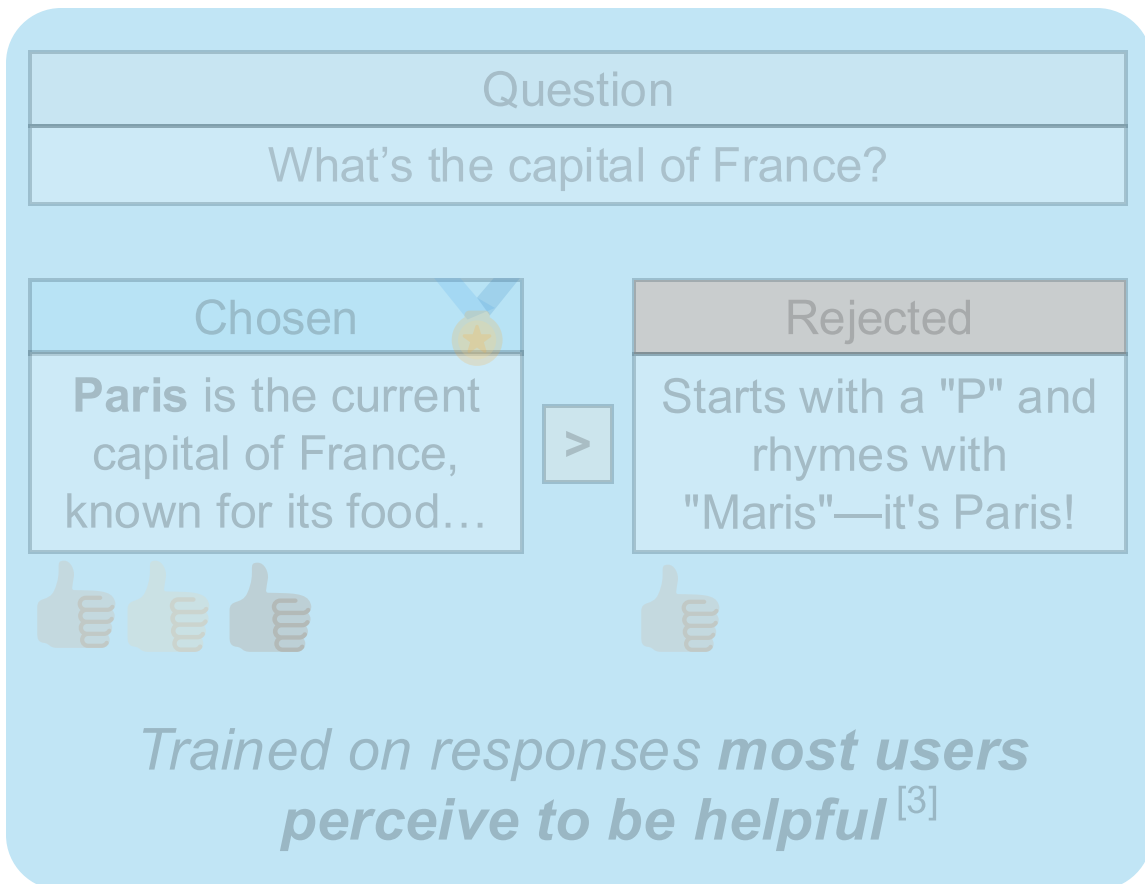 Question
What’s the capital of France?
Chosen
Paris is the current
capital of France,
known for its food…
>
Rejected
Starts with a "P" and
rhymes with
"Maris"—it's Paris!
Trained on responses most users
perceive to be helpful [3]